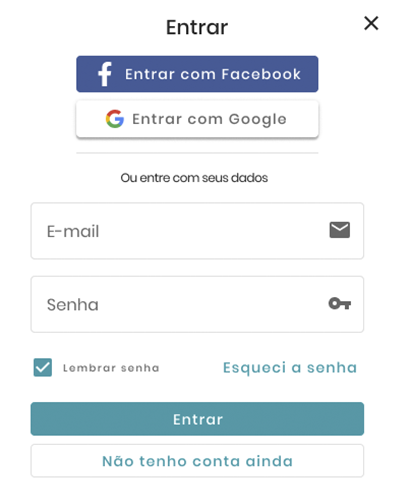 Entrar
Entrar com Facebook
Entrar com Google
Ou entre com seus dados
E-mail
Senha
Lembrar senha
Esqueci a senha
Entrar
Não tenho conta ainda